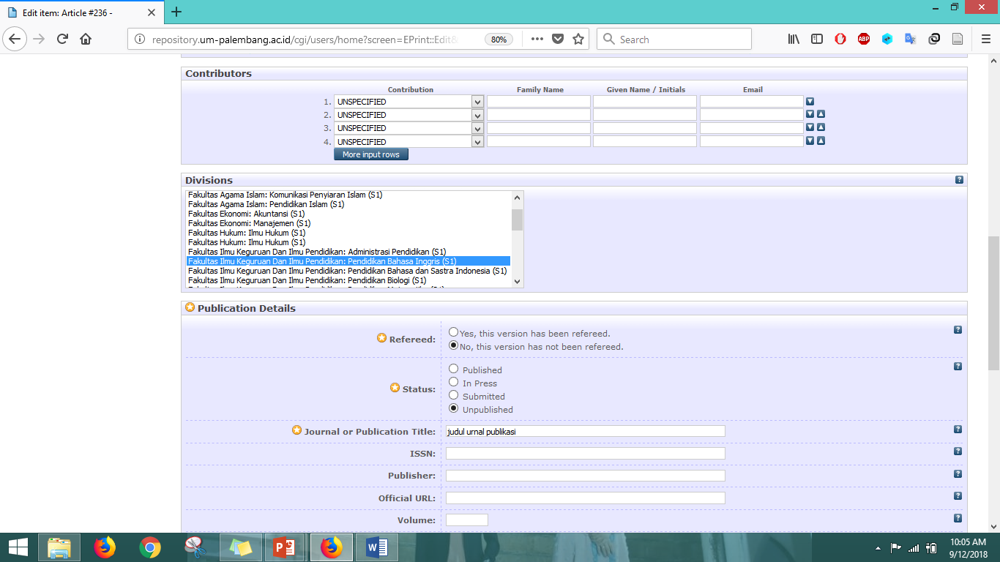 Edit item: Article #236 -
repository.um-palembang.ac.id/cgi/users/home?screen=EPrint::Edit&
80%
Search
ABP
Contributors
Contribution Family Name Given Name / Initials Email
1. UNSPECIFIED
2. UNSPECIFIED
3. UNSPECIFIED
4. UNSPECIFIED
More input rows
Divisions
Fakultas Agama Islam: Komunikasi Penyiaran Islam (S1)
Fakultas Agama Islam: Pendidikan Islam (S1)
Fakultas Ekonomi: Akuntansi (S1)
Fakultas Ekonomi: Manajemen (S1)
Fakultas Hukum: Ilmu Hukum (S1)
Fakultas Hukum: Ilmu Hukum (S1)
Fakultas Ilmu Keguruan Dan Ilmu Pendidikan: Administrasi Pendidikan (S1)
Fakultas Ilmu Keguruan Dan Ilmu Pendidikan: Pendidikan Bahasa Inggris (S1)
Fakultas Ilmu Keguruan Dan Ilmu Pendidikan: Pendidikan Bahasa dan Sastra Indonesia (S1)
Fakultas Ilmu Keguruan Dan Ilmu Pendidikan: Pendidikan Biologi (S1)
Publication Details
Refereed:
Yes, this version has been refereed.
No, this version has not been refereed.
Status:
Published
In Press
Submitted
Unpublished
Journal or Publication Title: judul urnal publikasi
ISSN:
Publisher:
Official URL:
Volume:
10:05 AM
9/12/2018